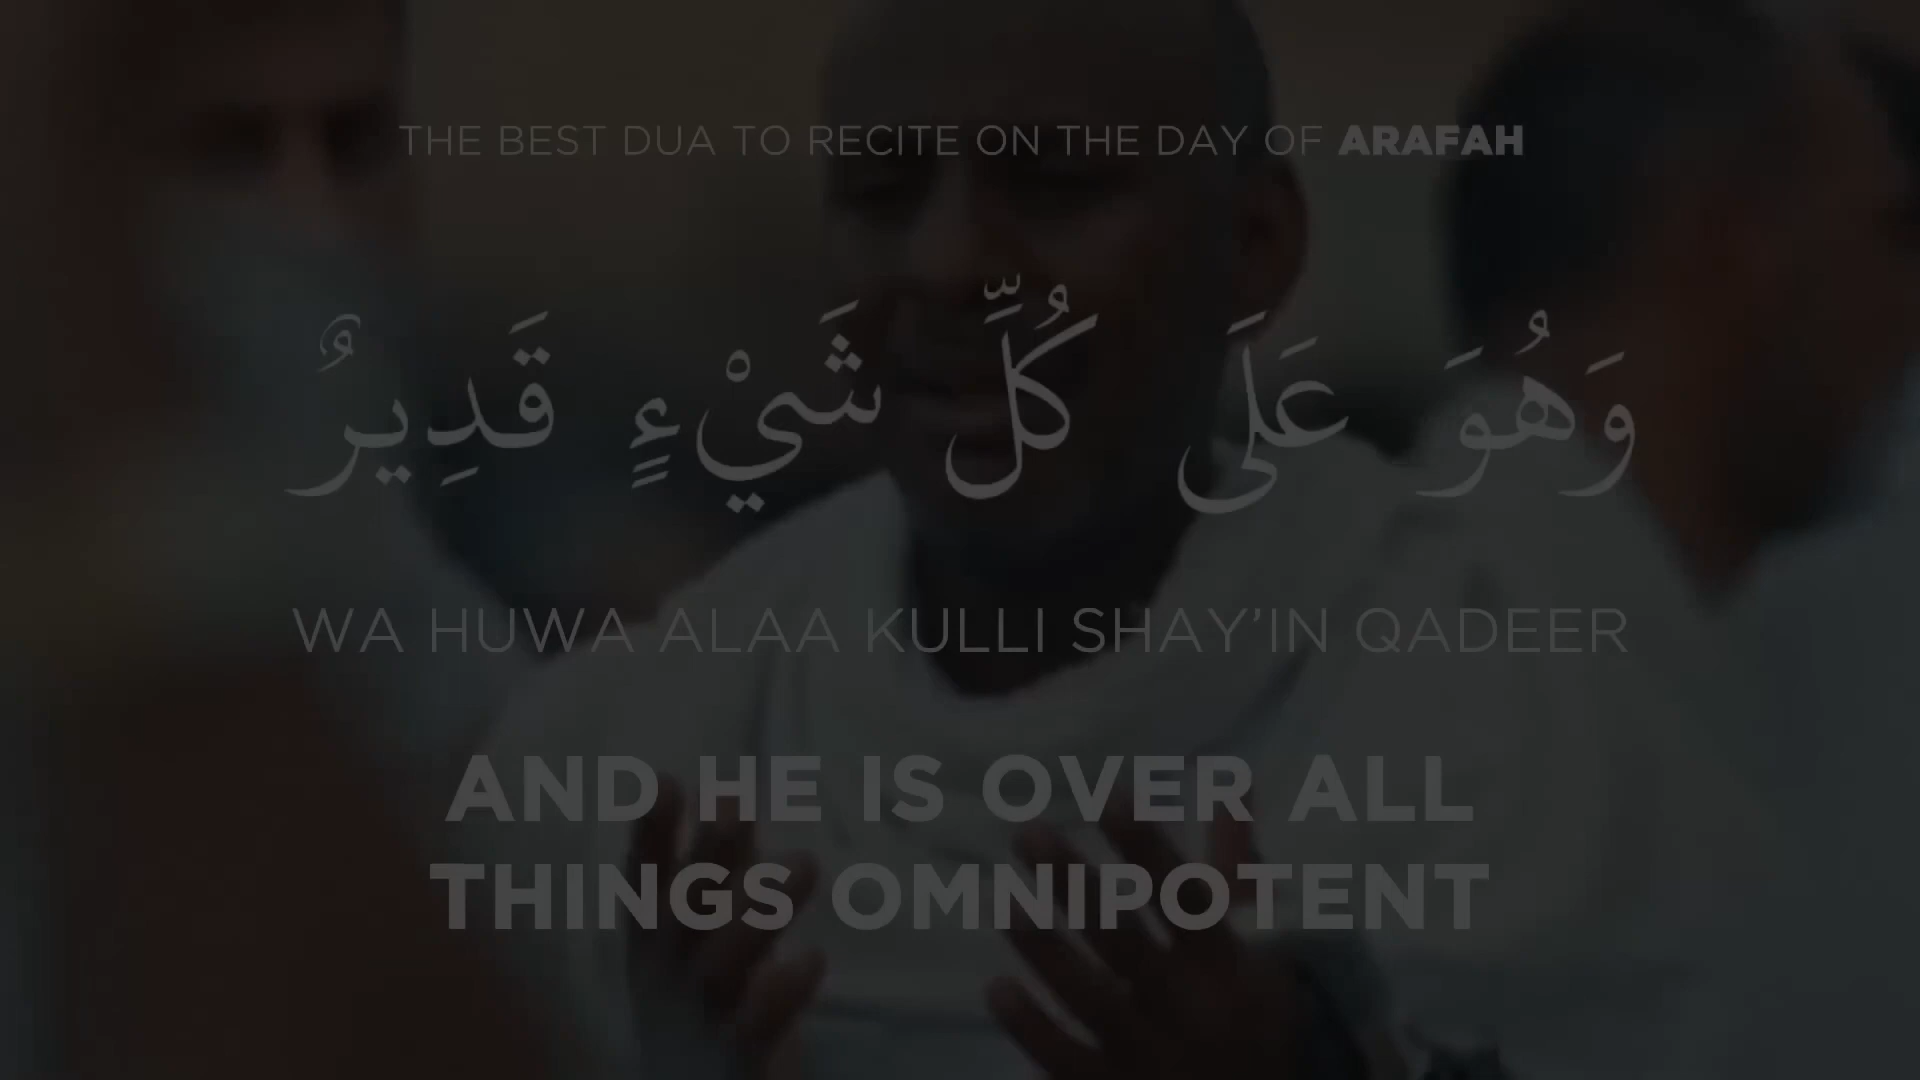 THE BEST DUA TO RECITE ON THE DAY OF ARAFAH
وَهُوَ عَلَى كُلِّ شَيْءٍ قَدِيرٌ
WA HUWA ALAA KULLI SHAY’IN QADEER
AND HE IS OVER ALL
THINGS OMNIPOTENT